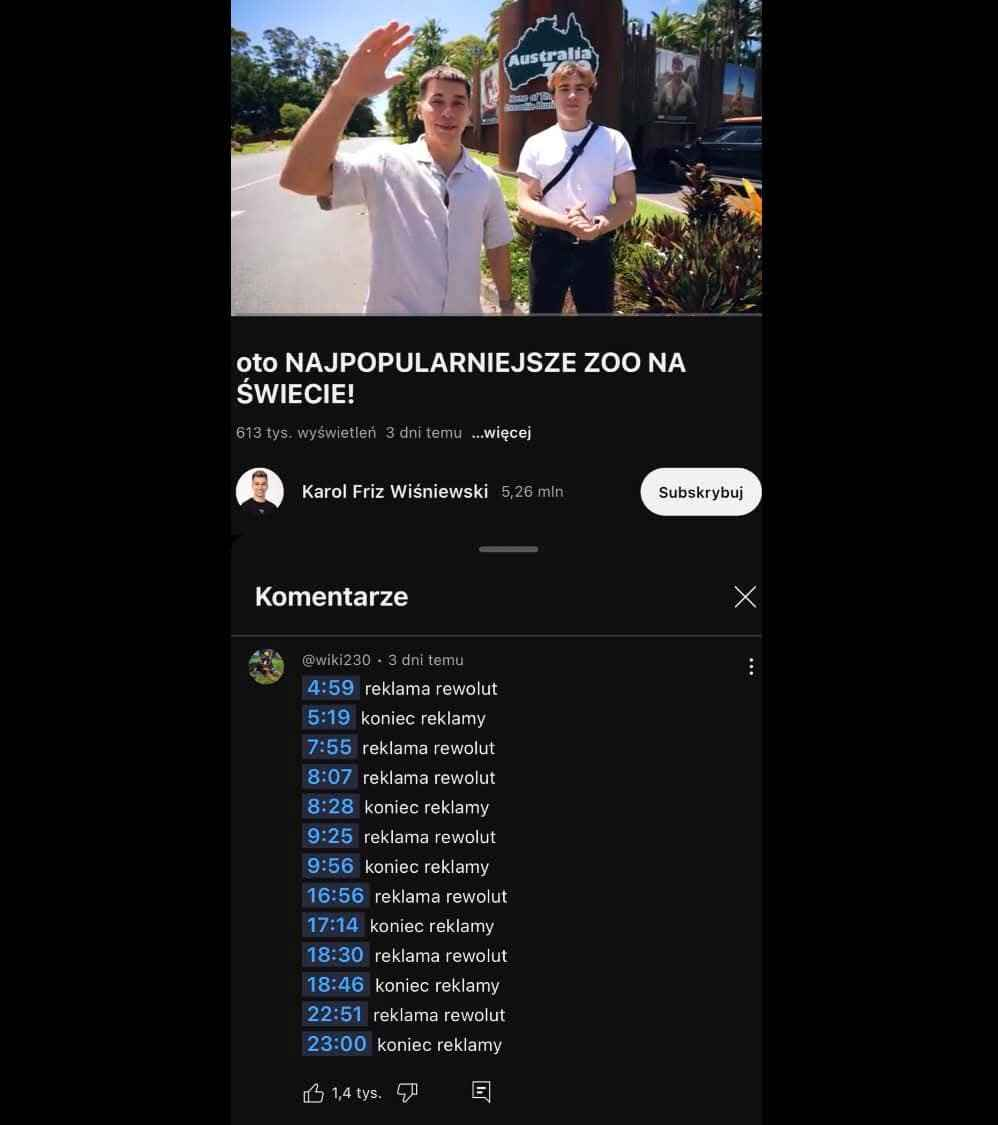 Australia
oto NAJPOPULARNIEJSZE ZOO NA
ŚWIECIE!
613 tys. wyświetleń 3 dni temu ...więcej
Karol Friz Wiśniewski 5,26 mln
Subskrybuj
Komentarze
@wiki230 • 3 dni temu
4:59 reklama rewolut
5:19 koniec reklamy
7:55 reklama rewolut
8:07 reklama rewolut
8:28 koniec reklamy
9:25 reklama rewolut
9:56 koniec reklamy
16:56 reklama rewolut
17:14 koniec reklamy
18:30 reklama rewolut
18:46 koniec reklamy
22:51 reklama rewolut
23:00 koniec reklamy
1,4 tys.